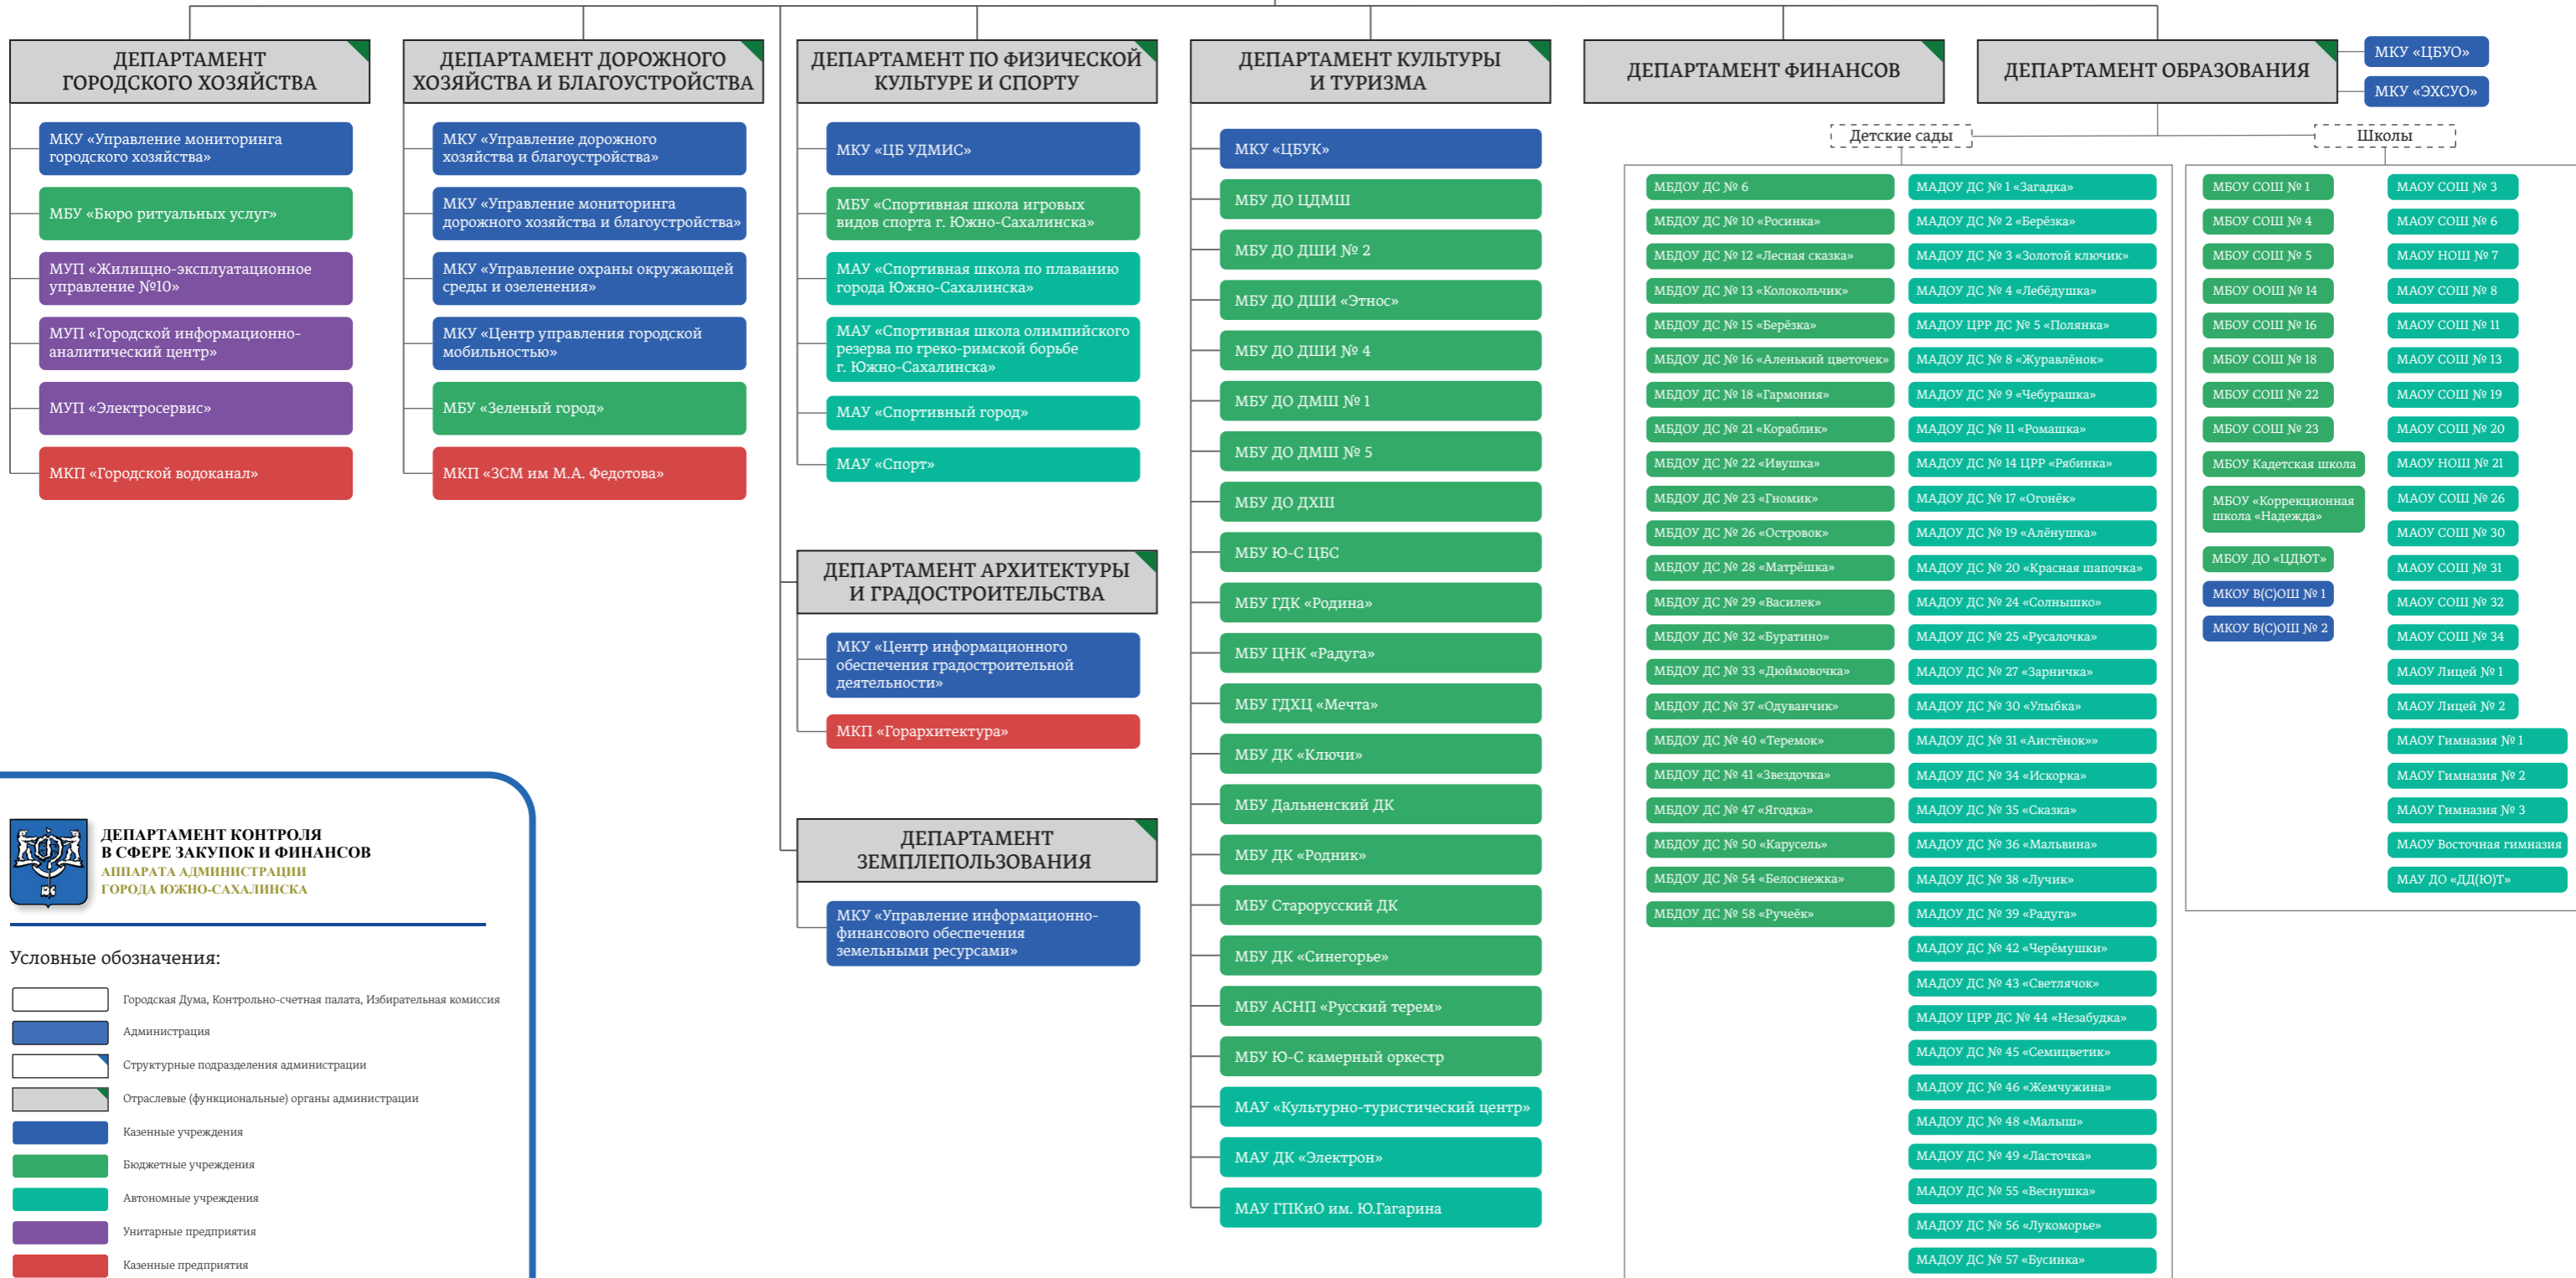 ДЕПАРТАМЕНТ
ГОРОДСКОГО ХОЗЯЙСТВА
МКУ «Управление мониторинга
городского хозяйства»
МБУ «Бюро ритуальных услуг»
МУП «Жилищно-эксплуатационное
управление №10»
МУП «Городской информационно-
аналитический центр»
МУП «Электросервис»
МКП «Городской водоканал»
ДЕПАРТАМЕНТ ДОРОЖНОГО
ХОЗЯЙСТВА И БЛАГОУСТРОЙСТВА
МКУ «Управление дорожного
хозяйства и благоустройства»
МКУ «Управление мониторинга
дорожного хозяйства и благоустройства»
МКУ «Управление охраны окружающей
среды и озеленения»
МКУ «Центр управления городской
мобильностью»
МБУ «Зеленый город»
МКП «ЗСМ им М.А. Федотова»
ДЕПАРТАМЕНТ ПО ФИЗИЧЕСКОЙ
КУЛЬТУРЕ И СПОРТУ
МКУ «ЦБ УДМИС»
МБУ «Спортивная школа игровых
видов спорта г. Южно-Сахалинска»
МАУ «Спортивная школа по плаванию
города Южно-Сахалинска»
МАУ «Спортивная школа олимпийского
резерва по греко-римской борьбе
г. Южно-Сахалинска»
МАУ «Спортивный город»
МАУ «Спорт»
ДЕПАРТАМЕНТ АРХИТЕКТУРЫ
И ГРАДОСТРОИТЕЛЬСТВА
МКУ «Центр информационного
обеспечения градостроительной
деятельности»
МКП «Горархитектура»
ДЕПАРТАМЕНТ
ЗЕМЛЕПОЛЬЗОВАНИЯ
МКУ «Управление информационно-
финансового обеспечения
земельными ресурсами»
ДЕПАРТАМЕНТ КУЛЬТУРЫ
И ТУРИЗМА
МКУ «ЦБУК»
МБУ ДО ЦДМШ
МБУ ДО ДШИ № 2
МБУ ДО ДШИ «Этнос»
МБУ ДО ДШИ № 4
МБУ ДО ДМШ № 1
МБУ ДО ДМШ № 5
МБУ ДО ДХШ
МБУ Ю-С ЦБС
МБУ ГДК «Родина»
МБУ ЦНК «Радуга»
МБУ ГДХЦ «Мечта»
МБУ ДК «Ключи»
МБУ Дальненский ДК
МБУ ДК «Родник»
МБУ Старорусский ДК
МБУ ДК «Синегорье»
МБУ АСНП «Русский терем»
МБУ Ю-С камерный оркестр
МАУ «Культурно-туристический центр»
МАУ ДК «Электрон»
МАУ ГПКиО им. Ю.Гагарина
ДЕПАРТАМЕНТ ФИНАНСОВ
ДЕПАРТАМЕНТ ОБРАЗОВАНИЯ
МКУ «ЦБУО»
МКУ «ЭХСУО»
Детские сады
МБДОУ ДС № 6
МБДОУ ДС № 10 «Росинка»
МБДОУ ДС № 12 «Лесная сказка»
МБДОУ ДС № 13 «Колокольчик»
МБДОУ ДС № 15 «Берёзка»
МБДОУ ДС № 16 «Аленький цветочек»
МБДОУ ДС № 18 «Гармония»
МБДОУ ДС № 21 «Кораблик»
МБДОУ ДС № 22 «Ивушка»
МБДОУ ДС № 23 «Гномик»
МБДОУ ДС № 26 «Островок»
МБДОУ ДС № 28 «Матрёшка»
МБДОУ ДС № 29 «Василек»
МБДОУ ДС № 32 «Буратино»
МБДОУ ДС № 33 «Дюймовочка»
МБДОУ ДС № 37 «Одуванчик»
МБДОУ ДС № 40 «Теремок»
МБДОУ ДС № 41 «Звездочка»
МБДОУ ДС № 47 «Ягодка»
МБДОУ ДС № 50 «Карусель»
МБДОУ ДС № 54 «Белоснежка»
МБДОУ ДС № 58 «Ручеёк»
МАДОУ ДС № 1 «Загадка»
МАДОУ ДС № 2 «Берёзка»
МАДОУ ДС № 3 «Золотой ключик»
МАДОУ ДС № 4 «Лебёдушка»
МАДОУ ЦРР ДС № 5 «Полянка»
МАДОУ ДС № 8 «Журавлёнок»
МАДОУ ДС № 9 «Чебурашка»
МАДОУ ДС № 11 «Ромашка»
МАДОУ ДС № 14 ЦРР «Рябинка»
МАДОУ ДС № 17 «Огонёк»
МАДОУ ДС № 19 «Алёнушка»
МАДОУ ДС № 20 «Красная шапочка»
МАДОУ ДС № 24 «Солнышко»
МАДОУ ДС № 25 «Русалочка»
МАДОУ ДС № 27 «Зарничка»
МАДОУ ДС № 30 «Улыбка»
МАДОУ ДС № 31 «Аистёнок»»
МАДОУ ДС № 34 «Искорка»
МАДОУ ДС № 35 «Сказка»
МАДОУ ДС № 36 «Мальвина»
МАДОУ ДС № 38 «Лучик»
МАДОУ ДС № 39 «Радуга»
МАДОУ ДС № 42 «Черёмушки»
МАДОУ ДС № 43 «Светлячок»
МАДОУ ЦРР ДС № 44 «Незабудка»
МАДОУ ДС № 45 «Семицветик»
МАДОУ ДС № 46 «Жемчужина»
МАДОУ ДС № 48 «Малыш»
МАДОУ ДС № 49 «Ласточка»
МАДОУ ДС № 55 «Веснушка»
МАДОУ ДС № 56 «Лукоморье»
МАДОУ ДС № 57 «Бусинка»
Школы
МБОУ СОШ № 1
МБОУ СОШ № 4
МБОУ СОШ № 5
МБОУ ООШ № 14
МБОУ СОШ № 16
МБОУ СОШ № 18
МБОУ СОШ № 22
МБОУ СОШ № 23
МБОУ Кадетская школа
МБОУ «Коррекционная
школа «Надежда»
МБОУ ДО «ЦДЮТ»
МКОУ В(С)ОШ № 1
МКОУ В(С)ОШ № 2
МАОУ СОШ № 3
МАОУ СОШ № 6
МАОУ НОШ № 7
МАОУ СОШ № 8
МАОУ СОШ № 11
МАОУ СОШ № 13
МАОУ СОШ № 19
МАОУ СОШ № 20
МАОУ НОШ № 21
МАОУ СОШ № 26
МАОУ СОШ № 30
МАОУ СОШ № 31
МАОУ СОШ № 32
МАОУ СОШ № 34
МАОУ Лицей № 1
МАОУ Лицей № 2
МАОУ Гимназия № 1
МАОУ Гимназия № 2
МАОУ Гимназия № 3
МАОУ Восточная гимназия
МАУ ДО «ДД(Ю)Т»
ДЕПАРТАМЕНТ КОНТРОЛЯ
В СФЕРЕ ЗАКУПОК И ФИНАНСОВ
АППАРАТА АДМИНИСТРАЦИИ
ГОРОДА ЮЖНО-САХАЛИНСКА
Условные обозначения:
Городская Дума, Контрольно-счетная палата, Избирательная комиссия
Администрация
Структурные подразделения администрации
Отраслевые (функциональные) органы администрации
Казенные учреждения
Бюджетные учреждения
Автономные учреждения
Унитарные предприятия
Казенные предприятия